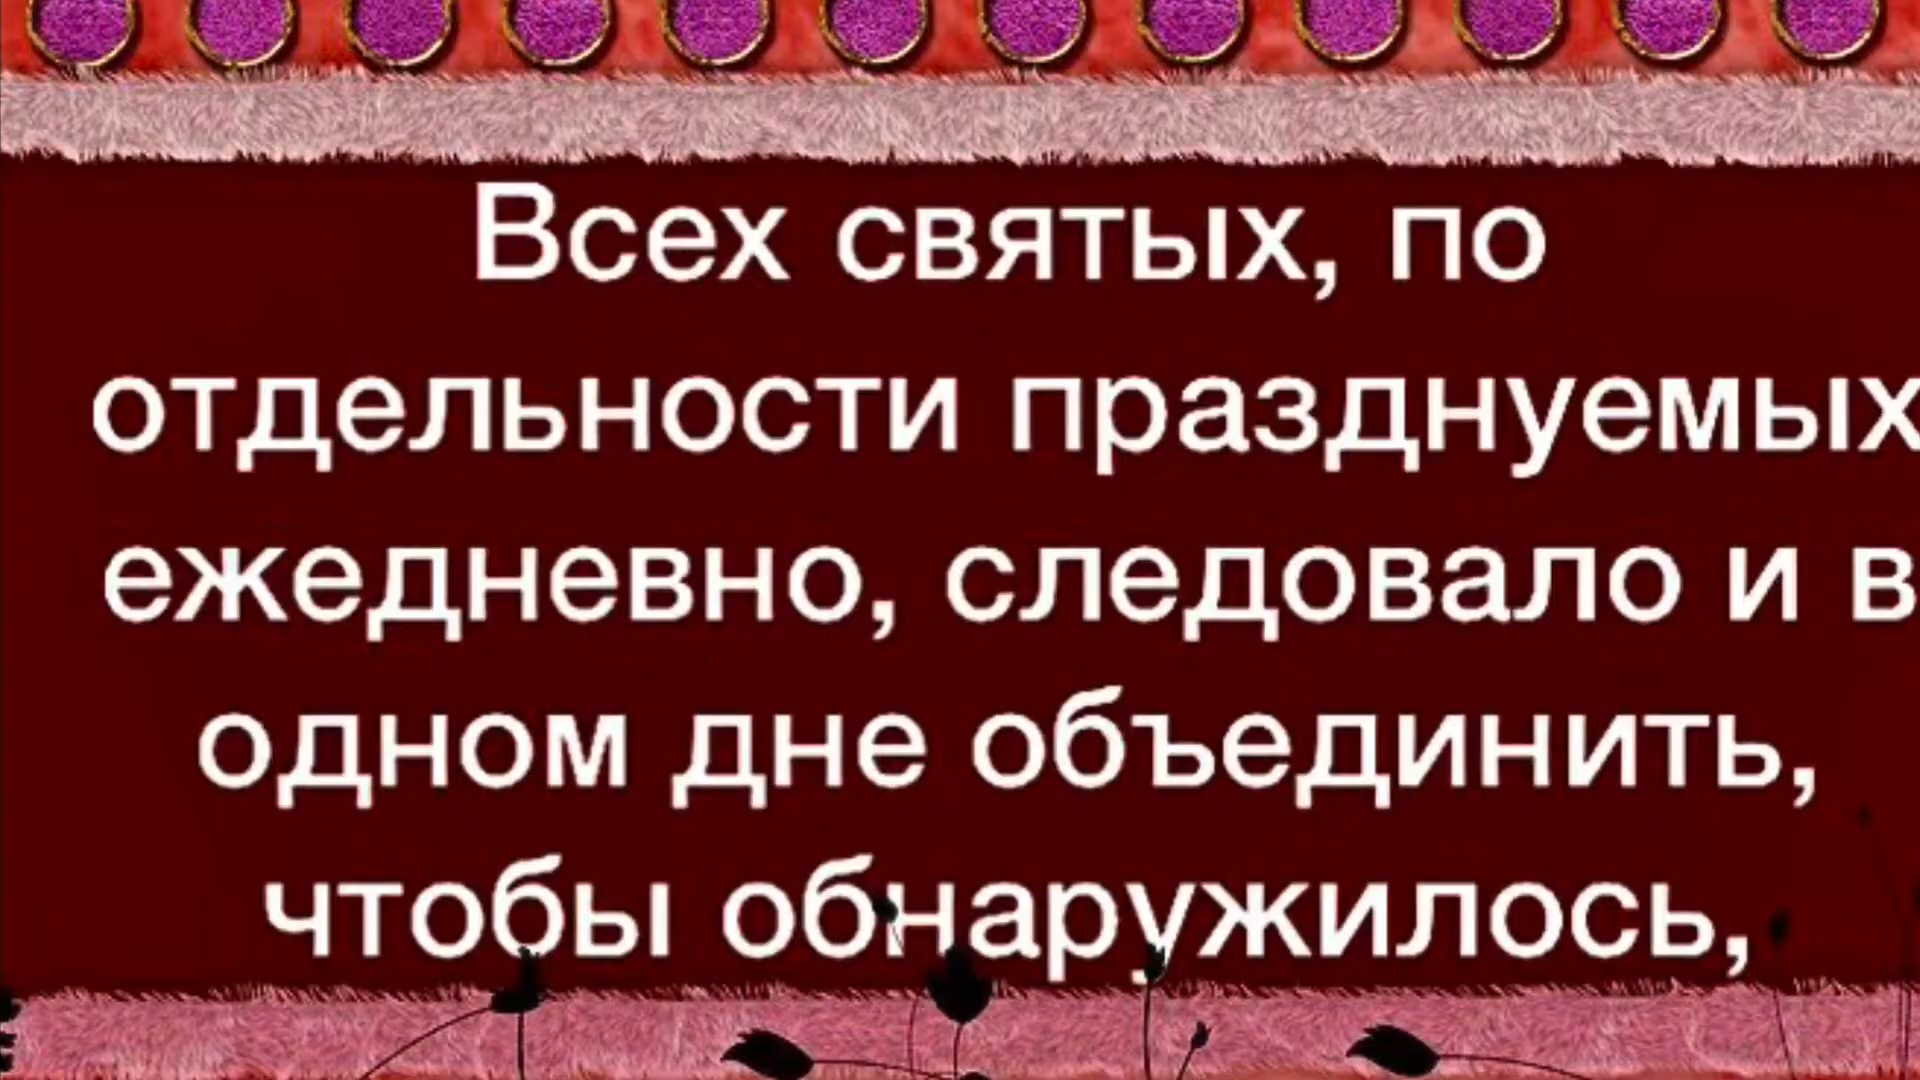 Всех святых, по
отдельности празднуемых
ежедневно, следовало и в
одном дне объединить,
чтобы обнаружилось,